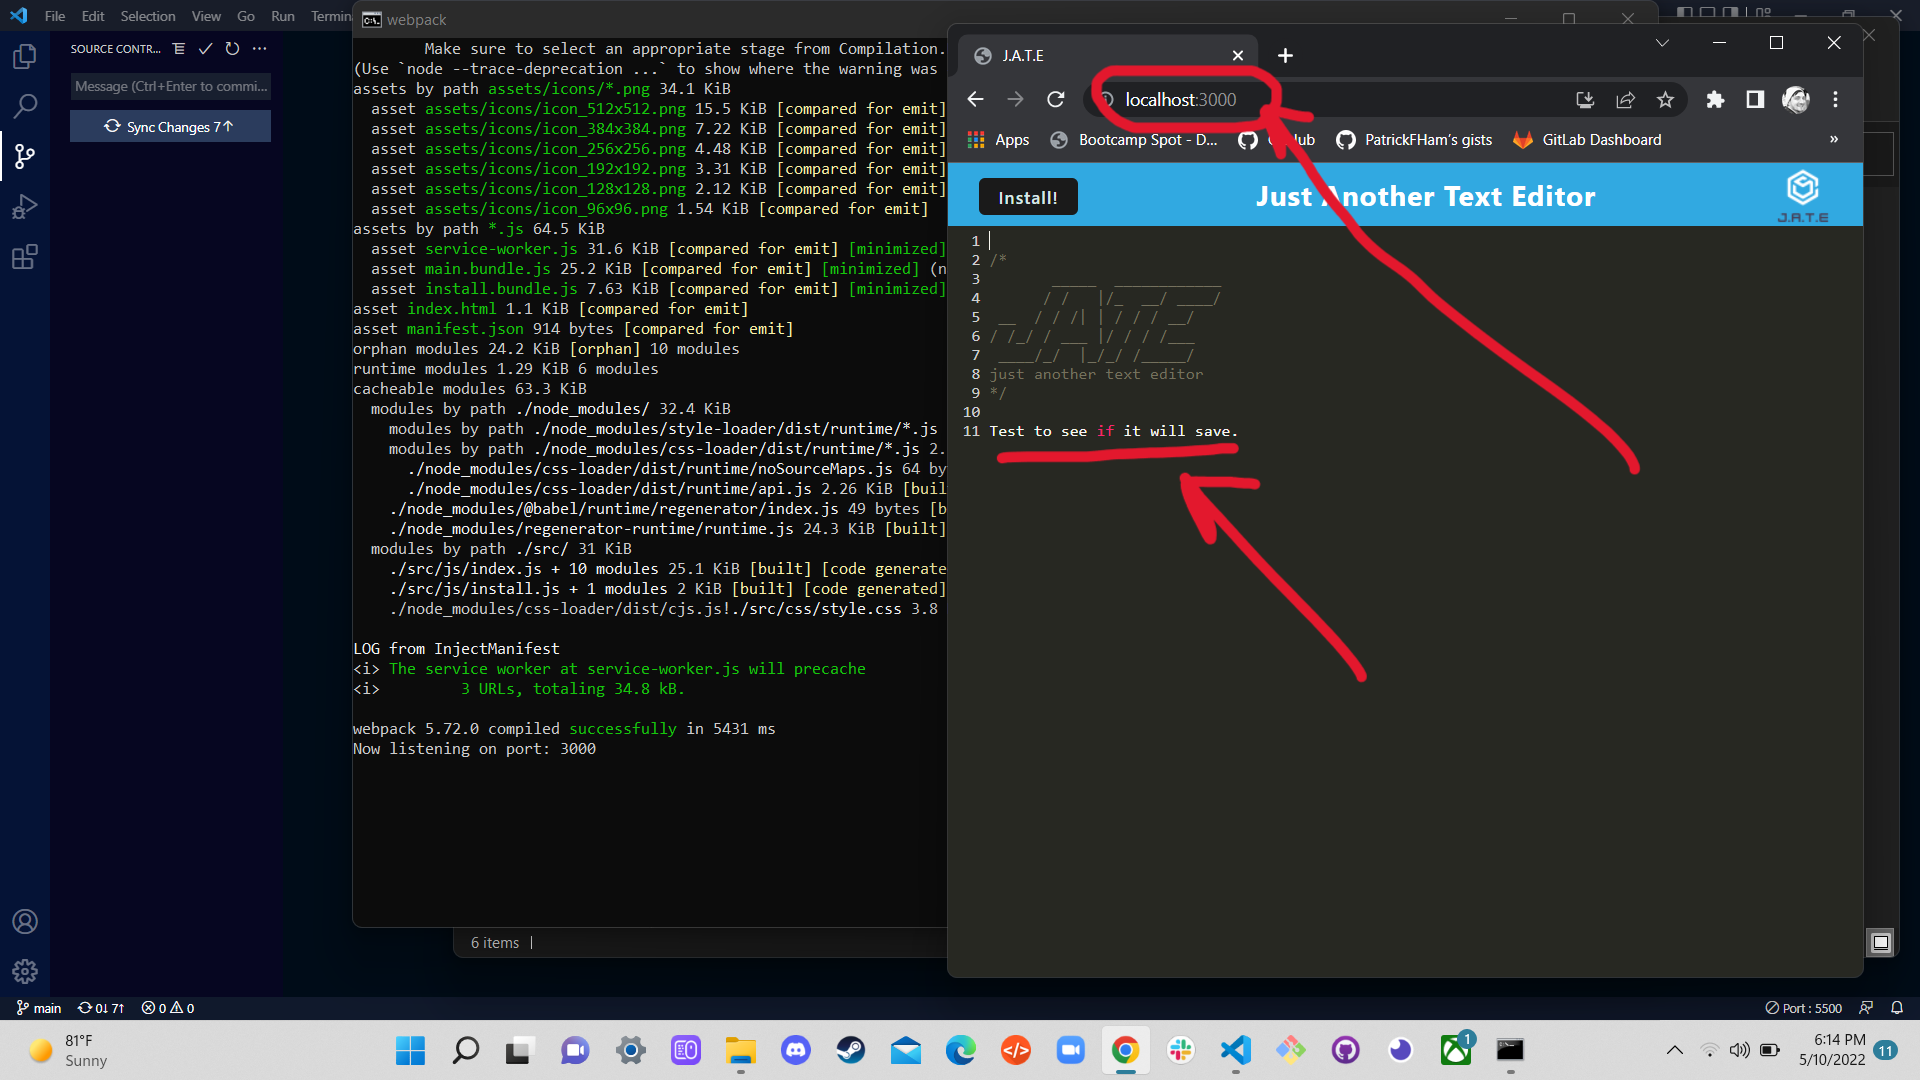 File Edit Selection View Go Run Termin
SOURCE CONTR...
Message (Ctrl+Enter to commi...
Sync Changes 7↑
webpack
Make sure to select an appropriate stage from Compilation.
(Use `node --trace-deprecation ...` to show where the warning was
assets by path assets/icons/*.png 34.1 KiB
asset assets/icons/icon_512x512.png 15.5 KiB [compared for emit]
asset assets/icons/icon_384x384.png 7.22 KiB [compared for emit]
asset assets/icons/icon_256x256.png 4.48 KiB [compared for emit]
asset assets/icons/icon_192x192.png 3.31 KiB [compared for emit]
asset assets/icons/icon_128x128.png 2.12 KiB [compared for emit]
asset assets/icons/icon_96x96.png 1.54 KiB [compared for emit]
assets by path *.js 64.5 KiB
asset service-worker.js 31.6 KiB [compared for emit] [minimized]
asset main.bundle.js 25.2 KiB [compared for emit] [minimized] (n
asset install.bundle.js 7.63 KiB [compared for emit] [minimized]
asset index.html 1.1 KiB [compared for emit]
asset manifest.json 914 bytes [compared for emit]
orphan modules 24.2 KiB [orphan] 10 modules
runtime modules 1.29 KiB 6 modules
cacheable modules 63.3 KiB
modules by path ./node_modules/ 32.4 KiB
modules by path ./node_modules/style-loader/dist/runtime/*.js
modules by path ./node_modules/css-loader/dist/runtime/*.js 2.
./node_modules/css-loader/dist/runtime/noSourceMaps.js 64 by
./node_modules/css-loader/dist/runtime/api.js 2.26 KiB [buil
./node_modules/@babel/runtime/regenerator/index.js 49 bytes [b
./node_modules/regenerator-runtime/runtime.js 24.3 KiB [built]
modules by path ./src/ 31 KiB
./src/js/index.js + 10 modules 25.1 KiB [built] [code generate
./src/js/install.js + 1 modules 2 KiB [built] [code generated]
./node_modules/css-loader/dist/cjs.js!./src/css/style.css 3.8
LOG from InjectManifest
<i> The service worker at service-worker.js will precache
<i> 3 URLs, totaling 34.8 kB.
webpack 5.72.0 compiled successfully in 5431 ms
Now listening on port: 3000
6 items
J.A.T.E
localhost:3000
Apps Bootcamp Spot - D... PatrickFHam's gists GitLab Dashboard »
Install! Just Another Text Editor J.A.T.E
1
2 /*
3
4
5
6
7
8 just another text editor
9 */
10
11 Test to see if it will save.
main 0↓ 7↑ 0 0 Port : 5500
81°F
Sunny
1
6:14 PM
5/10/2022 11